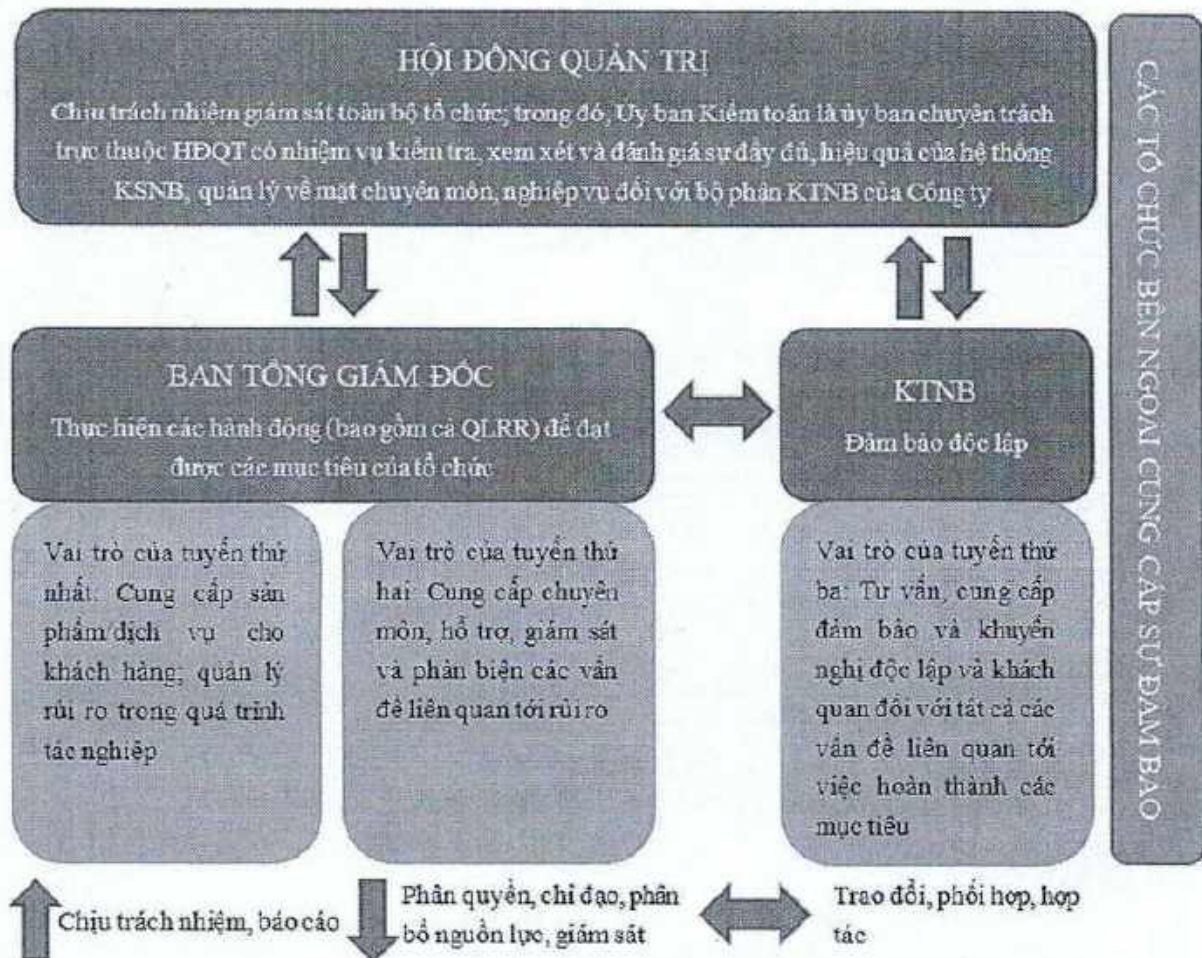 HỘI ĐỒNG QUẢN TRỊ
Chịu trách nhiệm giám sát toàn bộ tổ chức; trong đó, Ủy ban Kiểm toán là ủy ban chuyên trách
trực thuộc HĐQT có nhiệm vụ kiểm tra, xem xét và đánh giá sự đầy đủ, hiệu quả của hệ thống
KSNB, quản lý về mặt chuyên môn, nghiệp vụ đối với bộ phận KTNB của Công ty
BAN TỔNG GIÁM ĐỐC
Thực hiện các hành động (bao gồm cả QLRR) để đạt
được các mục tiêu của tổ chức
KTNB
Đảm bảo độc lập
Vai trò của tuyến thứ
nhất: Cung cấp sản
phẩm/dịch vụ cho
khách hàng; quản lý
rủi ro trong quá trình
tác nghiệp
Vai trò của tuyến thứ
hai: Cung cấp chuyên
môn, hỗ trợ, giám sát
và phản biện các vấn
đề liên quan tới rủi ro
Vai trò của tuyến thứ
ba: Tư vấn, cung cấp
đảm bảo và khuyến
nghị độc lập và khách
quan đối với tất cả các
vấn đề liên quan tới
việc hoàn thành các
mục tiêu
CÁC TỔ CHỨC BÊN NGOÀI CUNG CẤP SỰ ĐẢM BẢO
Chịu trách nhiệm, báo cáo
Phân quyền, chỉ đạo, phân
bổ nguồn lực, giám sát
Trao đổi, phối hợp, hợp
tác